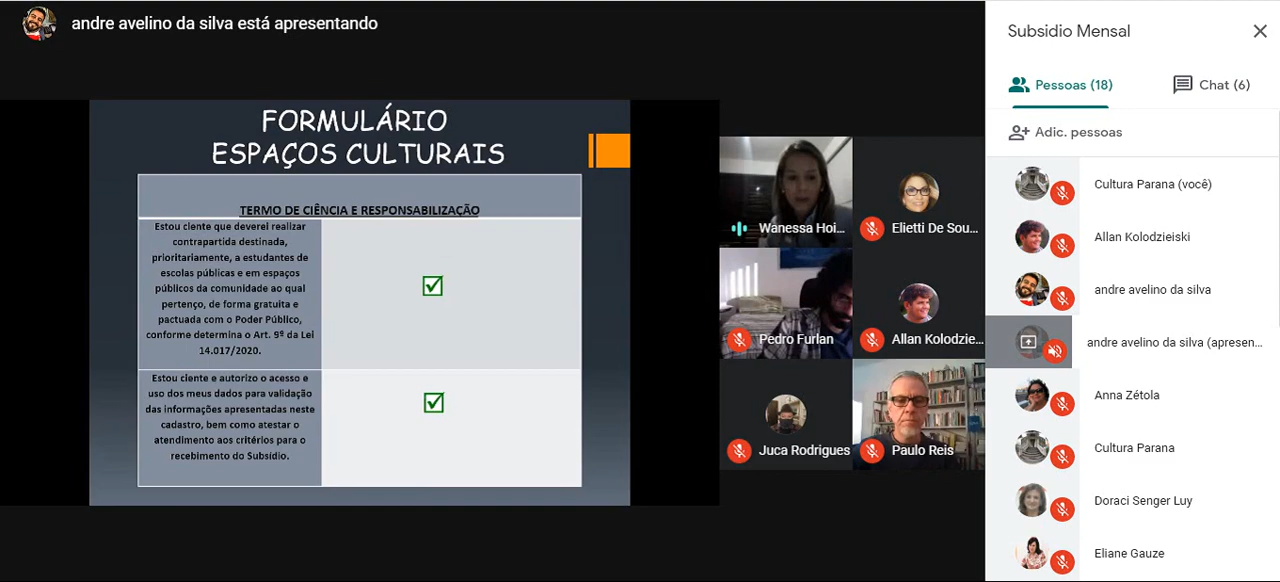 andre avelino da silva está apresentando
FORMULÁRIO
ESPAÇOS CULTURAIS
TERMO DE CIÊNCIA E RESPONSABILIZAÇÃO
Estou ciente que deverei realizar
contrapartida destinada,
prioritariamente, a estudantes de
escolas públicas e em espaços
públicos da comunidade ao qual
pertenço, de forma gratuita e
pactuada com o Poder Público,
conforme determina o Art. 9º da Lei
14.017/2020.
Estou ciente e autorizo o acesso e
uso dos meus dados para validação
das informações apresentadas neste
cadastro, bem como atestar o
atendimento aos critérios para o
recebimento do Subsídio.
Wanessa Hoi...
Elietti De Sou...
Pedro Furlan
Allan Kolodzie...
Juca Rodrigues
Paulo Reis
Subsidio Mensal
Pessoas (18)
Chat (6)
Adic. pessoas
Cultura Parana (você)
Allan Kolodzieiski
andre avelino da silva
andre avelino da silva (apresen...
Anna Zétola
Cultura Parana
Doraci Senger Luy
Eliane Gauze